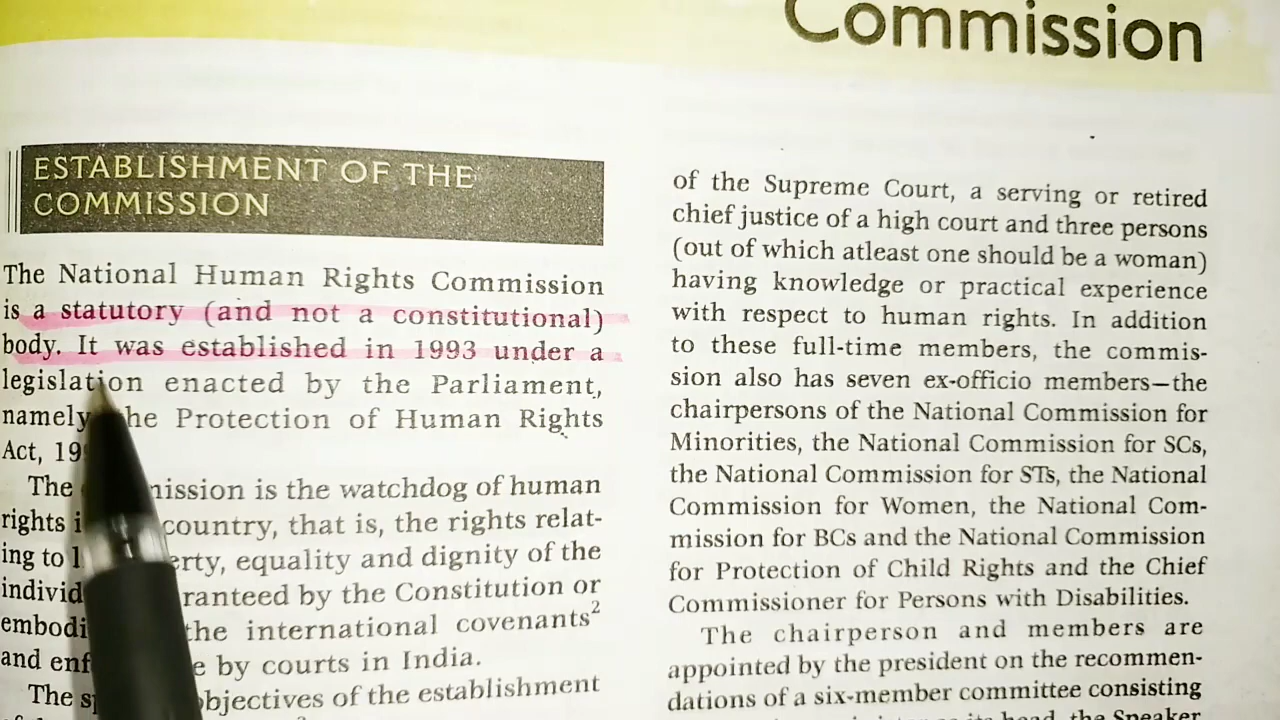 Commission
ESTABLISHMENT OF THE
COMMISSION
The National Human Rights Commission
is a statutory (and not a constitutional)
body. It was established in 1993 under a
legislation enacted by the Parliament,
namely the Protection of Human Rights
Act,
The is the watchdog of human
rights country, that is, the rights relat-
ing to equality and dignity of the
by the Constitution or
the international covenants²
and by courts in India.
The objectives of the establishment
of the Supreme Court, a serving or retired
chief justice of a high court and three persons
(out of which atleast one should be a woman)
having knowledge or practical experience
with respect to human rights. In addition
to these full-time members, the commis-
sion also has seven ex-officio members—the
chairpersons of the National Commission for
Minorities, the National Commission for SCs,
the National Commission for STs, the National
Commission for Women, the National Com-
mission for BCs and the National Commission
for Protection of Child Rights and the Chief
Commissioner for Persons with Disabilities.
The chairperson and members are
appointed by the president on the recommen-
dations of a six-member committee consisting
head, the Speaker